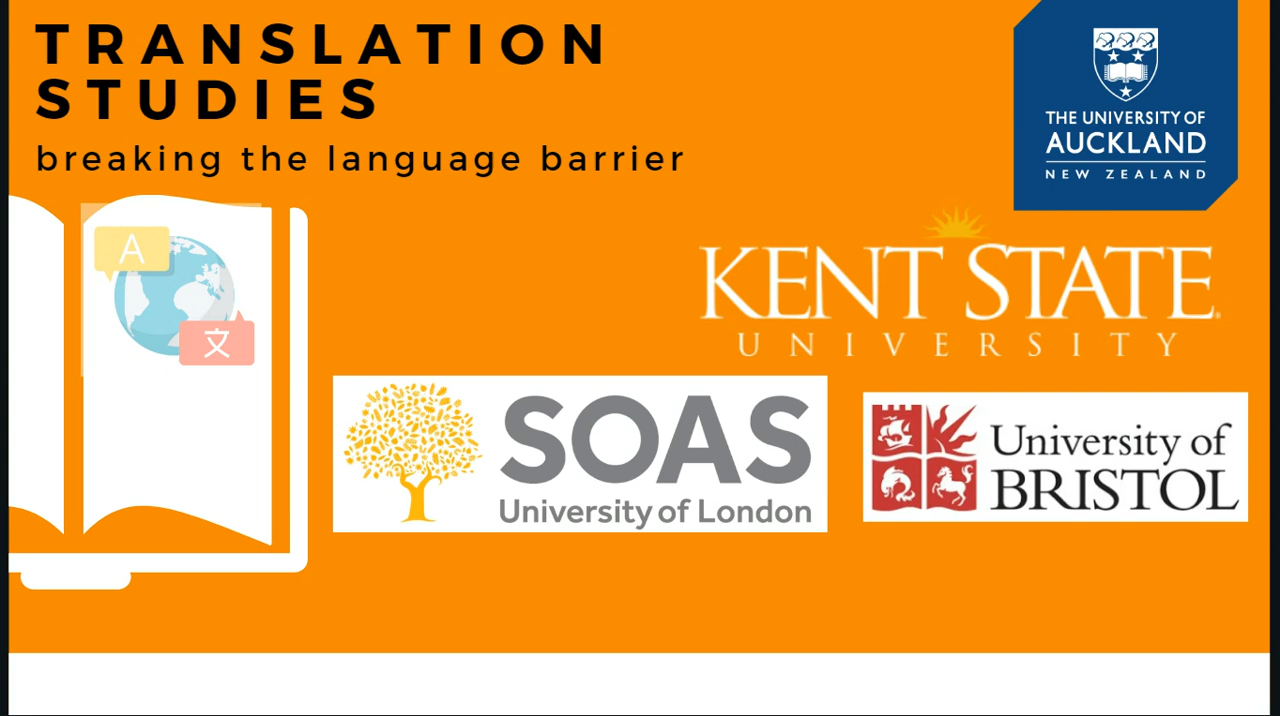 TRANSLATION
STUDIES
breaking the language barrier
THE UNIVERSITY OF
AUCKLAND
NEW ZEALAND
A
文
KENT STATE
UNIVERSITY
SOAS
University of London
University of
BRISTOL